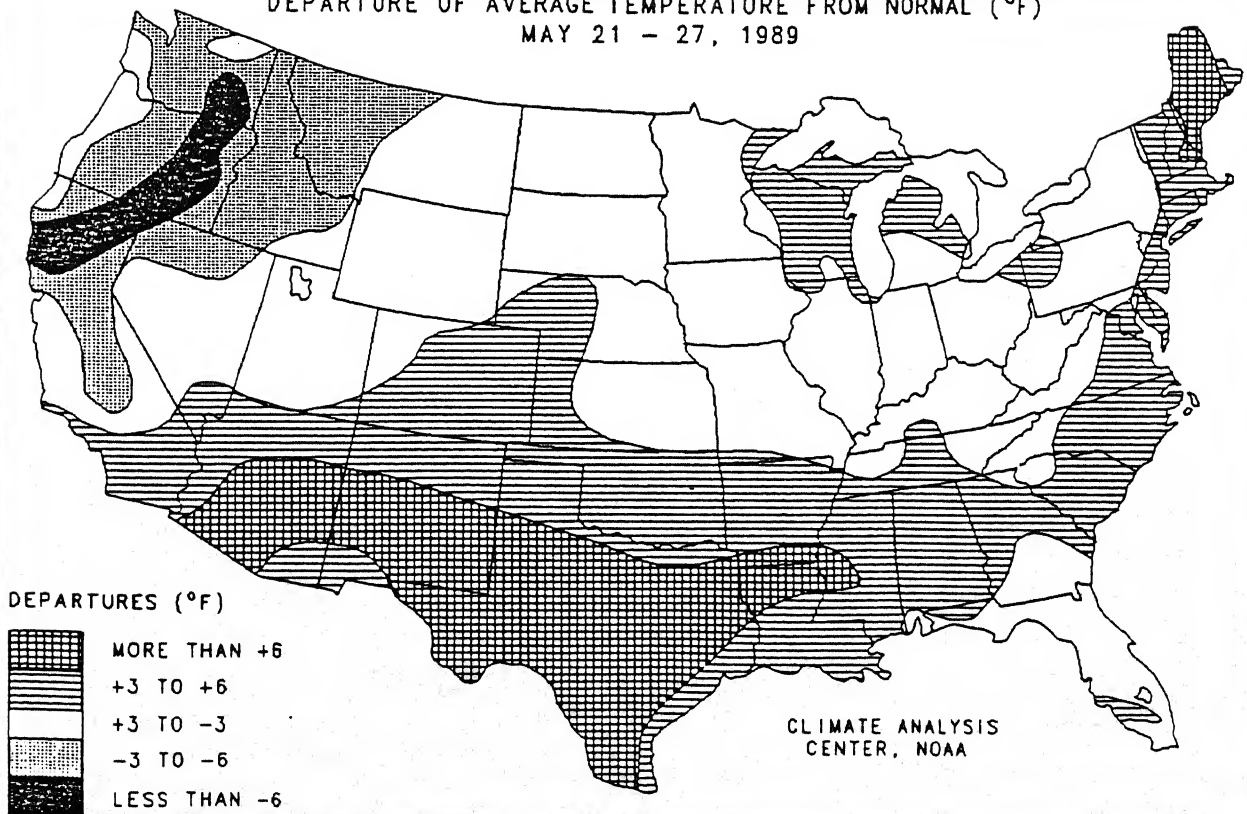 DEPARTURE OF AVERAGE TEMPERATURE FROM NORMAL (°F)
MAY 21 – 27, 1989
DEPARTURES (°F)
MORE THAN +6
+3 TO +6
+3 TO -3
-3 TO -6
LESS THAN -6
CLIMATE ANALYSIS
CENTER, NOAA